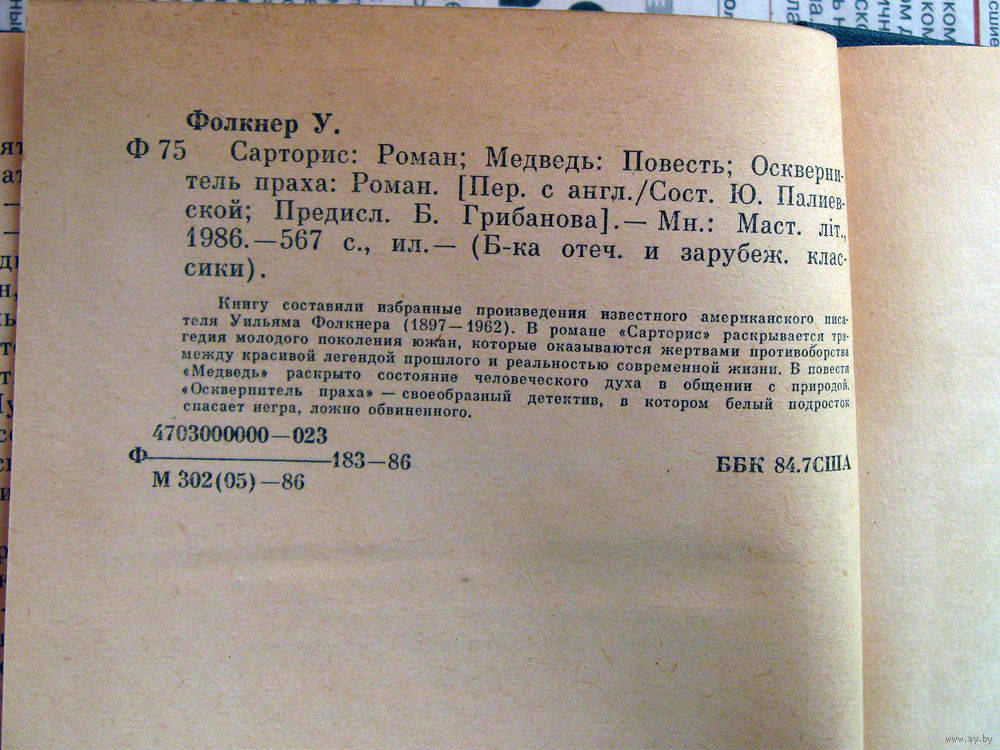 Фолкнер У.
Ф 75 Сарторис: Роман; Медведь: Повесть; Оскверни-
тель праха: Роман. [Пер. с англ./Сост. Ю. Палиев-
ской; Предисл. Б. Грибанова].— Мн.: Маст. літ.,
1986.—567 с., ил.— (Б-ка отеч. и зарубеж. клас-
сики).
Книгу составили избранные произведения известного американского писа-
теля Уильяма Фолкнера (1897—1962). В романе «Сарторис» раскрывается тра-
гедия молодого поколения южан, которые оказываются жертвами противоборства
между красивой легендой прошлого и реальностью современной жизни. В повести
«Медведь» раскрыто состояние человеческого духа в общении с природой.
«Осквернитель праха» — своеобразный детектив, в котором белый подросток
спасает негра, ложно обвиненного.
4703000000—023
Ф————183—86
М 302(05)—86
ББК 84.7США
www.ay.by